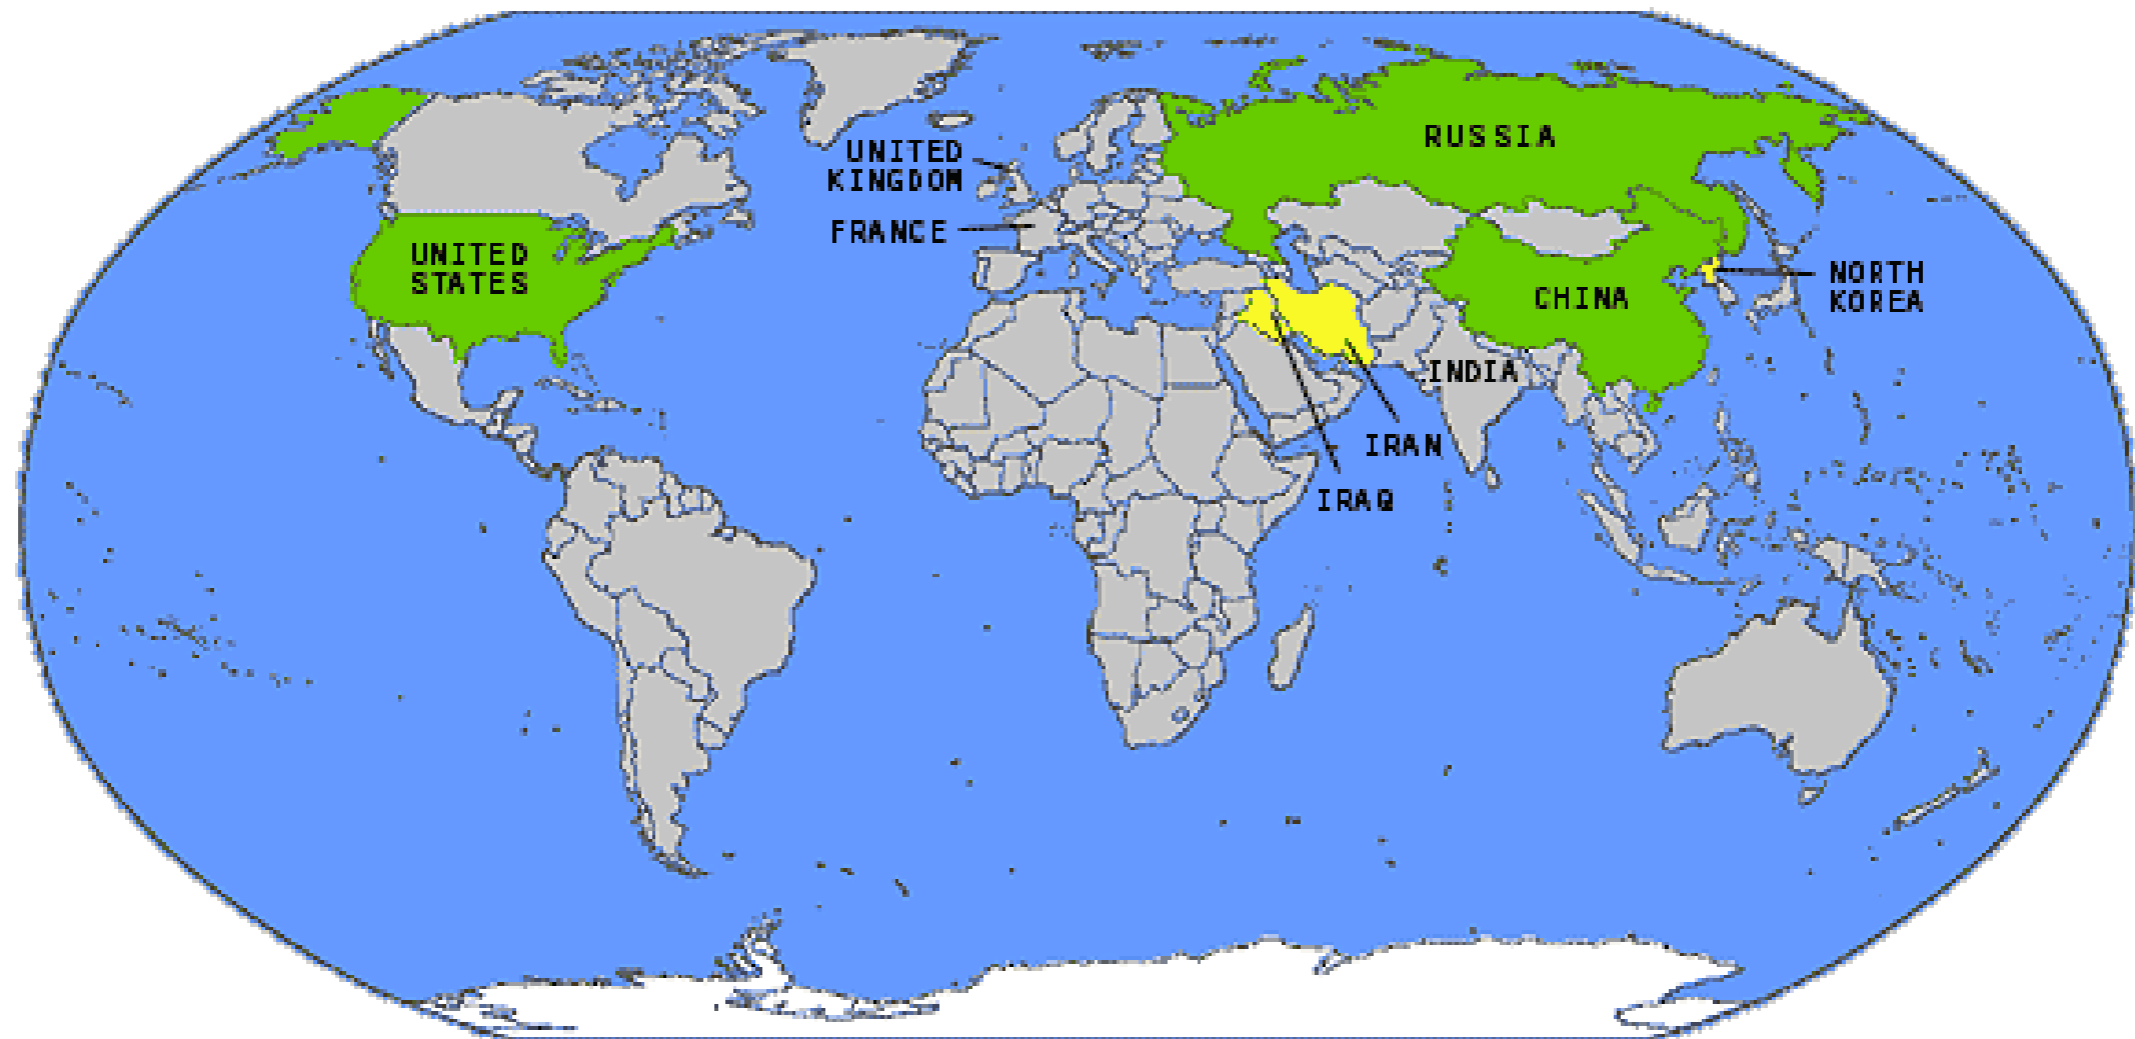 RUSSIA
UNITED
KINGDOM
FRANCE
UNITED
STATES
NORTH
KOREA
CHINA
INDIA
IRAN
IRAQ